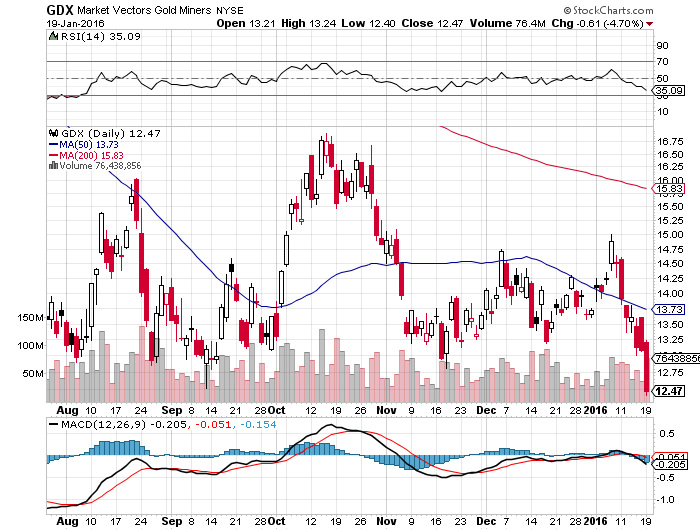 GDX Market Vectors Gold Miners NYSE © StockCharts.com
19-Jan-2016 Open 13.21 High 13.24 Low 12.40 Close 12.47 Volume 76.4M Chg -0.61 (-4.70%)
RSI(14) 35.09
90
70
50
35.09
30
10
GDX (Daily) 12.47
MA(50) 13.73
MA(200) 15.83
Volume 76,438,856
16.75
16.50
16.25
16.00
15.83
15.75
15.50
15.25
15.00
14.75
14.50
14.25
14.00
13.73
13.50
13.25
76438856
12.75
12.47
150M
100M
50M
Aug 10 17 24 Sep 8 14 21 28 Oct 12 19 26 Nov 9 16 23 Dec 7 14 21 28 2016 11 19
MACD(12,26,9) -0.205, -0.051, -0.154
0.5
-0.051
-0.205
-0.5
-1.0
Aug 10 17 24 Sep 8 14 21 28 Oct 12 19 26 Nov 9 16 23 Dec 7 14 21 28 2016 11 19